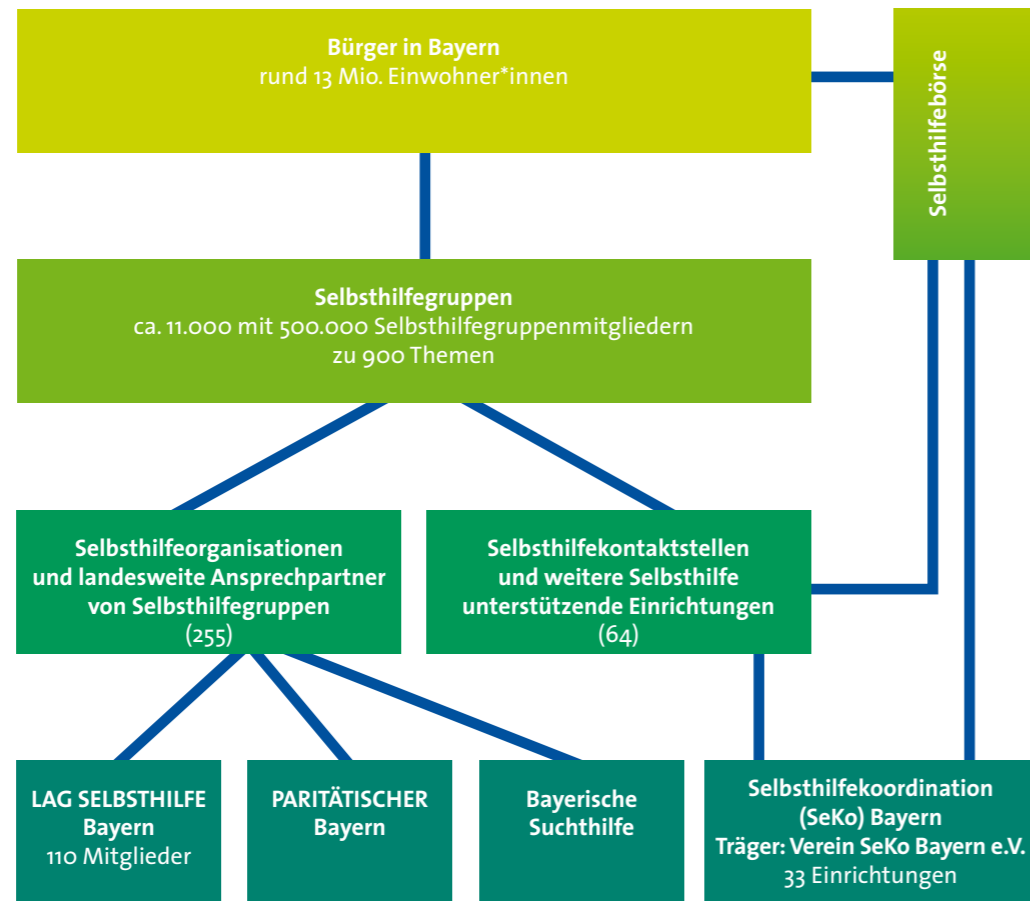 Bürger in Bayern
rund 13 Mio. Einwohner*innen
Selbsthilfebörse
Selbsthilfegruppen
ca. 11.000 mit 500.000 Selbsthilfegruppenmitgliedern
zu 900 Themen
Selbsthilfeorganisationen
und landesweite Ansprechpartner
von Selbsthilfegruppen
(255)
Selbsthilfekontaktstellen
und weitere Selbsthilfe
unterstützende Einrichtungen
(64)
LAG SELBSTHILFE
Bayern
110 Mitglieder
PARITÄTISCHER
Bayern
Bayerische
Suchthilfe
Selbsthilfekoordination
(SeKo) Bayern
Träger: Verein SeKo Bayern e.V.
33 Einrichtungen